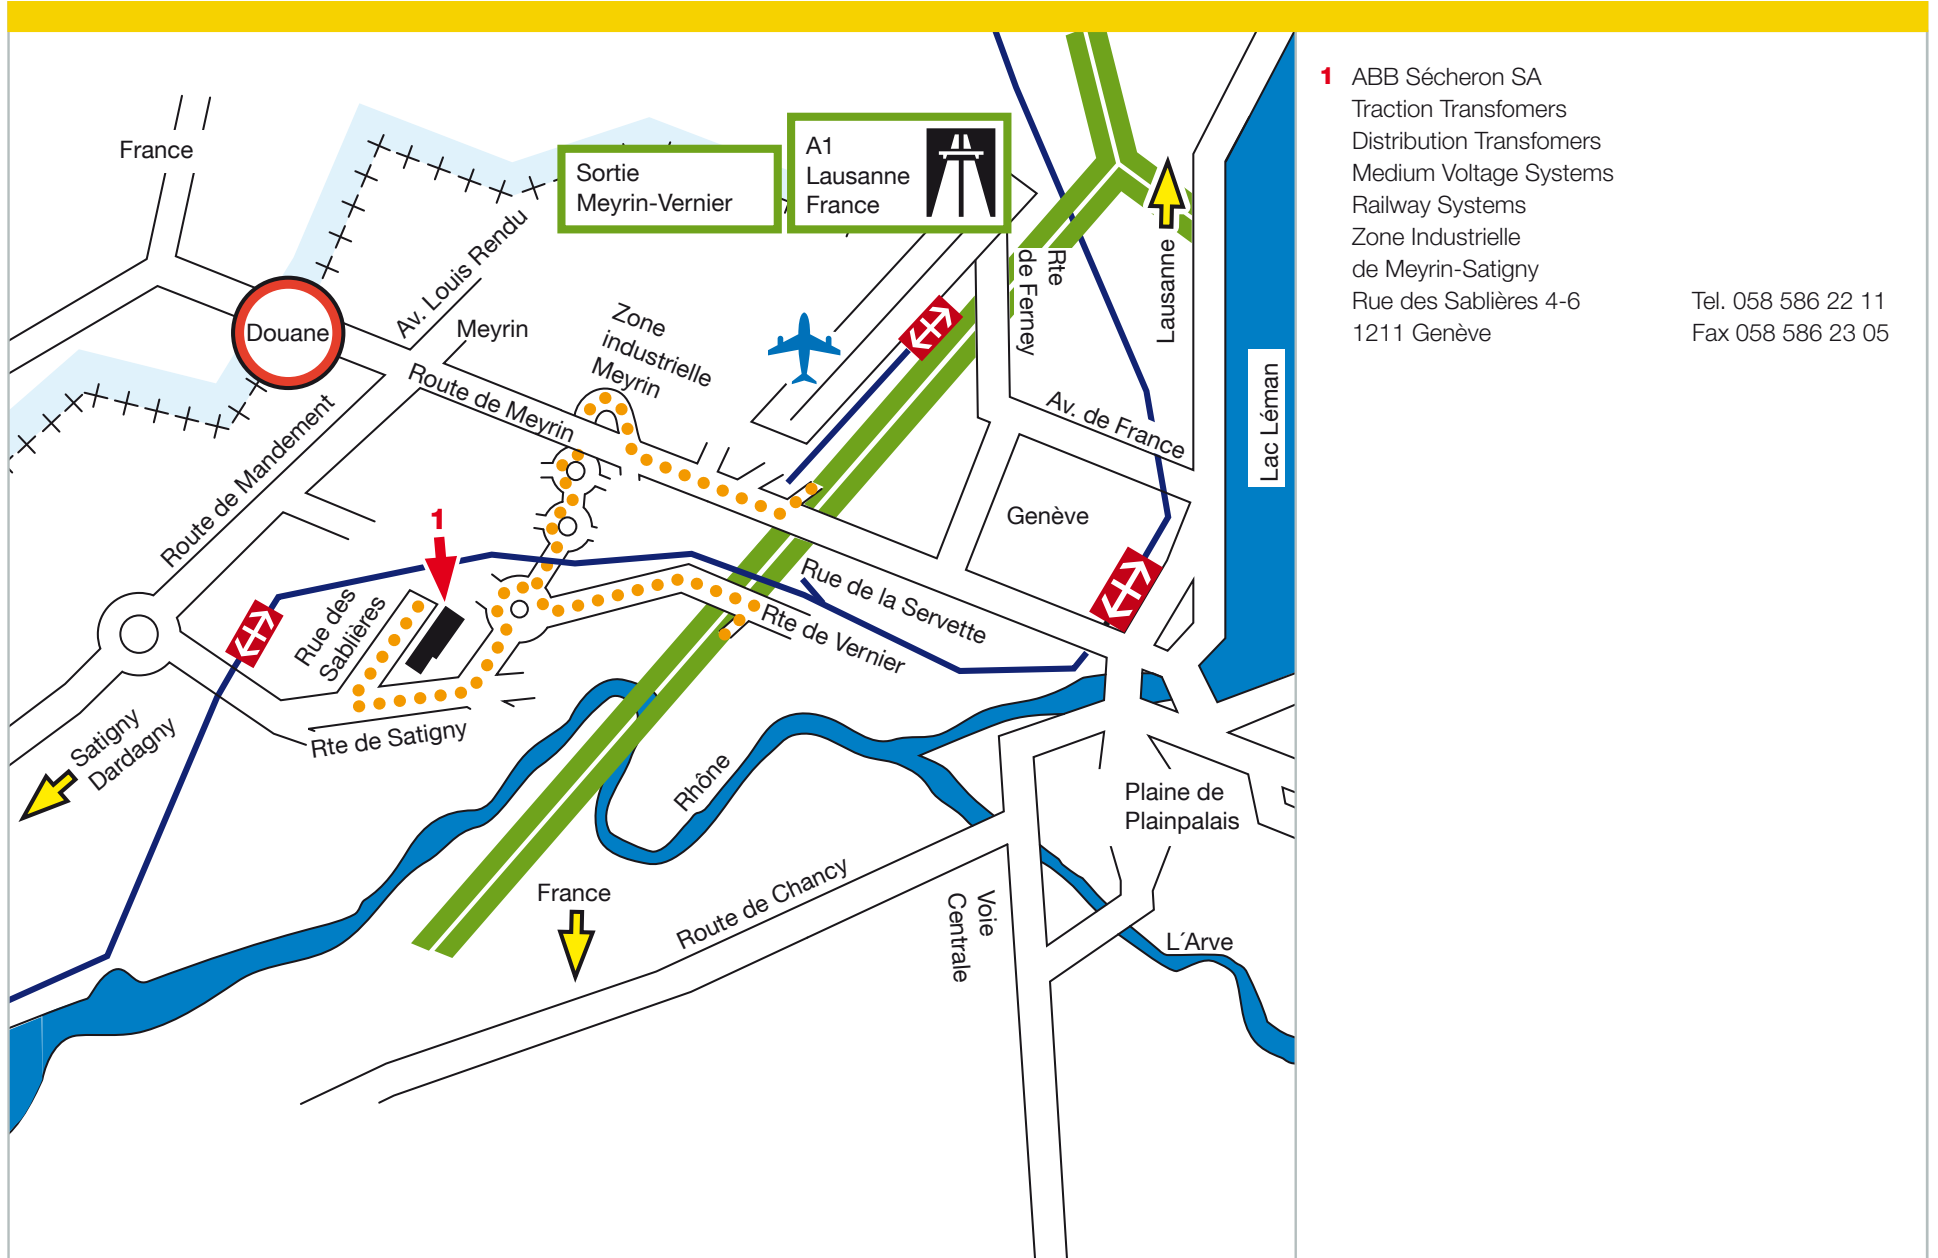 France
Douane
Av. Louis Rendu
Meyrin
Sortie
Meyrin-Vernier
A1
Lausanne
France
Zone
industrielle
Meyrin
Route de Meyrin
Route de Mandement
Rte
de Ferney
Lausanne
Av. de France
Lac Léman
Genève
1
Rue des
Sablières
Rue de la Servette
Rte de Vernier
Rte de Satigny
Satigny
Dardagny
Rhône
France
Route de Chancy
Voie
Centrale
Plaine de
Plainpalais
L´Arve
1 ABB Sécheron SA
Traction Transfomers
Distribution Transfomers
Medium Voltage Systems
Railway Systems
Zone Industrielle
de Meyrin-Satigny
Rue des Sablières 4-6 Tel. 058 586 22 11
1211 Genève Fax 058 586 23 05